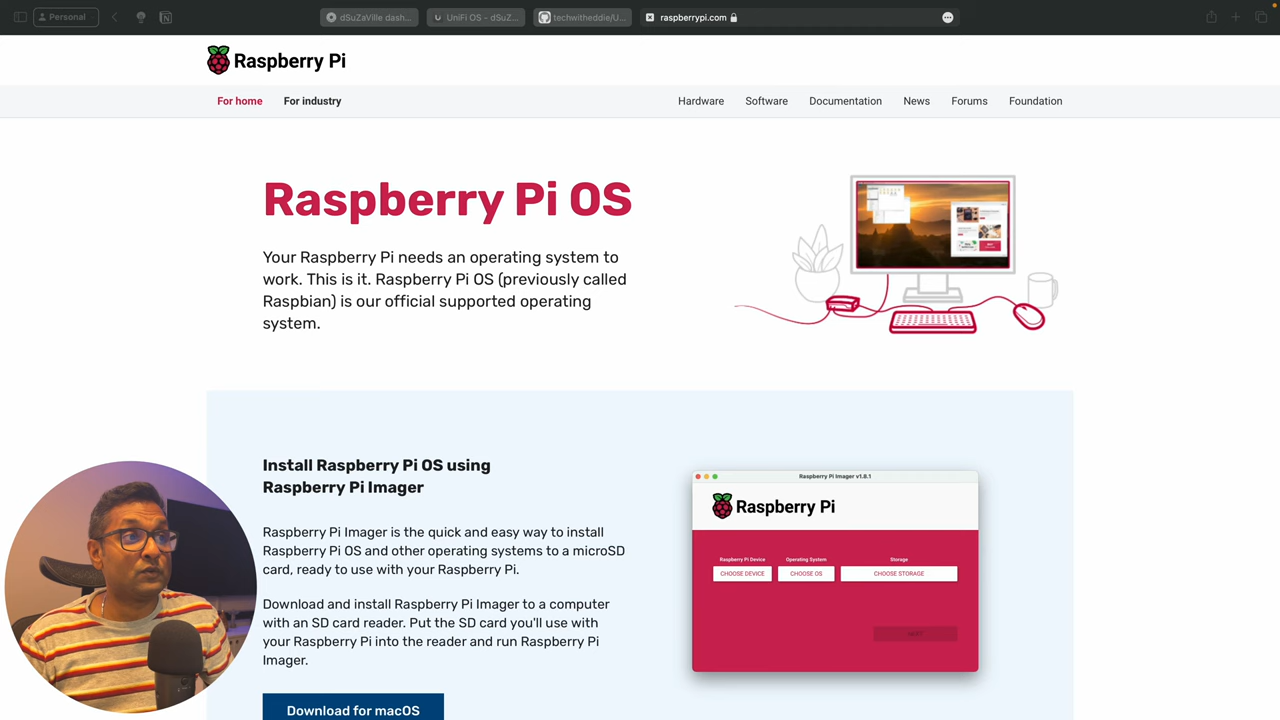 Personal
dSuZaVille dash...
UniFi OS - dSuZ...
techwitheddie/U...
raspberrypi.com
Raspberry Pi
For home
For industry
Hardware
Software
Documentation
News
Forums
Foundation
Raspberry Pi OS
Your Raspberry Pi needs an operating system to
work. This is it. Raspberry Pi OS (previously called
Raspbian) is our official supported operating
system.
Install Raspberry Pi OS using
Raspberry Pi Imager
Raspberry Pi Imager is the quick and easy way to install
Raspberry Pi OS and other operating systems to a microSD
card, ready to use with your Raspberry Pi.
Download and install Raspberry Pi Imager to a computer
with an SD card reader. Put the SD card you'll use with
your Raspberry Pi into the reader and run Raspberry Pi
Imager.
Download for macOS
Raspberry Pi Imager v1.8.1
Raspberry Pi
Raspberry Pi Device
Operating System
Storage
CHOOSE DEVICE
CHOOSE OS
CHOOSE STORAGE
NEXT